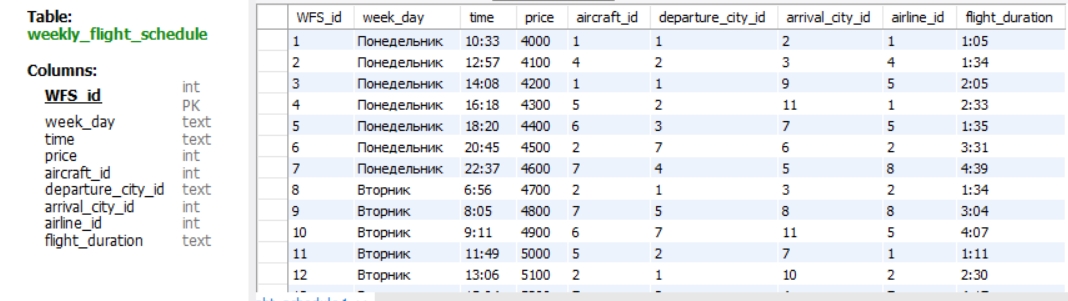 Table:
weekly_flight_schedule
Columns:
WFS_id int PK
week_day text
time text
price int
aircraft_id int
departure_city_id text
arrival_city_id int
airline_id int
flight_duration text
WFS_id week_day time price aircraft_id departure_city_id arrival_city_id airline_id flight_duration
1 Понедельник 10:33 4000 1 1 2 1 1:05
2 Понедельник 12:57 4100 4 2 3 4 1:34
3 Понедельник 14:08 4200 1 1 9 5 2:05
4 Понедельник 16:18 4300 5 2 11 1 2:33
5 Понедельник 18:20 4400 6 3 7 5 1:35
6 Понедельник 20:45 4500 2 7 6 2 3:31
7 Понедельник 22:37 4600 7 4 5 8 4:39
8 Вторник 6:56 4700 2 1 3 2 1:34
9 Вторник 8:05 4800 7 5 8 8 3:04
10 Вторник 9:11 4900 6 7 11 5 4:07
11 Вторник 11:49 5000 5 2 7 1 1:11
12 Вторник 13:06 5100 2 1 10 2 2:30